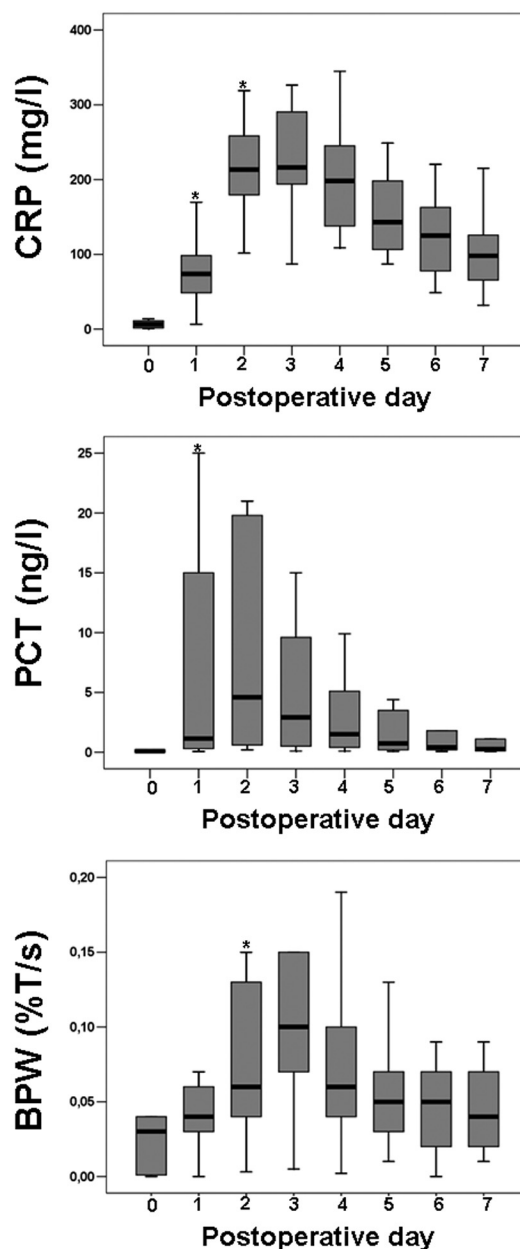 CRP (mg/l)
400
300
200
100
0
*
*
0 1 2 3 4 5 6 7
Postoperative day
PCT (ng/l)
25
20
15
10
5
0
*
0 1 2 3 4 5 6 7
Postoperative day
BPW (%T/s)
0,20
0,15
0,10
0,05
0,00
*
0 1 2 3 4 5 6 7
Postoperative day